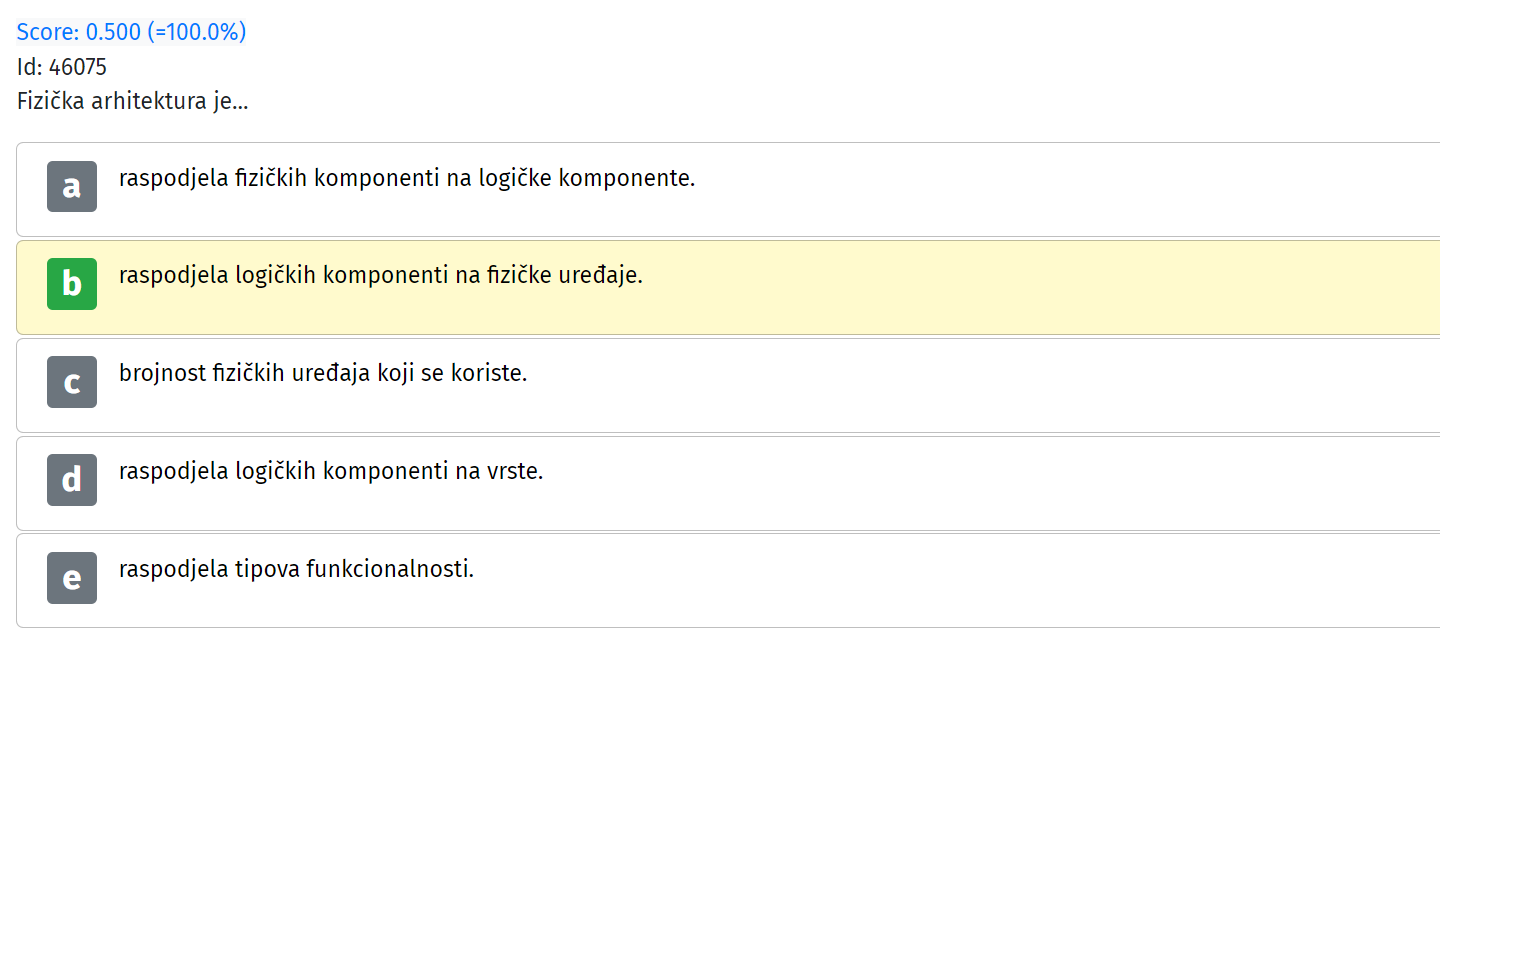 Score: 0.500 (=100.0%)
Id: 46075
Fizička arhitektura je...
a raspodjela fizičkih komponenti na logičke komponente.
b raspodjela logičkih komponenti na fizičke uređaje.
c brojnost fizičkih uređaja koji se koriste.
d raspodjela logičkih komponenti na vrste.
e raspodjela tipova funkcionalnosti.